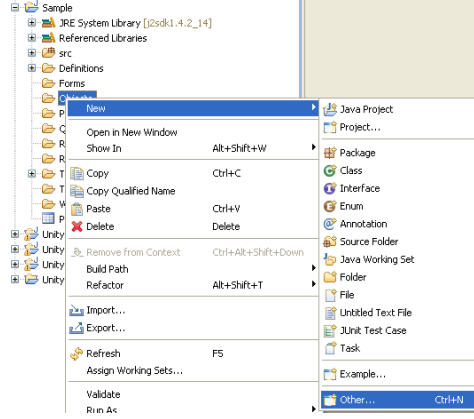 Sample
JRE System Library [j2sdk1.4.2_14]
Referenced Libraries
src
Definitions
Forms
New
Open in New Window
Show In Alt+Shift+W
Copy Ctrl+C
Copy Qualified Name
Paste Ctrl+V
Delete Delete
Remove from Context Ctrl+Alt+Shift+Down
Build Path
Refactor Alt+Shift+T
Import...
Export...
Refresh F5
Assign Working Sets...
Validate
Run As
Java Project
Project...
Package
Class
Interface
Enum
Annotation
Source Folder
Java Working Set
Folder
File
Untitled Text File
JUnit Test Case
Task
Example...
Other... Ctrl+N
P
Q
R
R
T
T
W
P
Unity
Unity
Unity
Unity